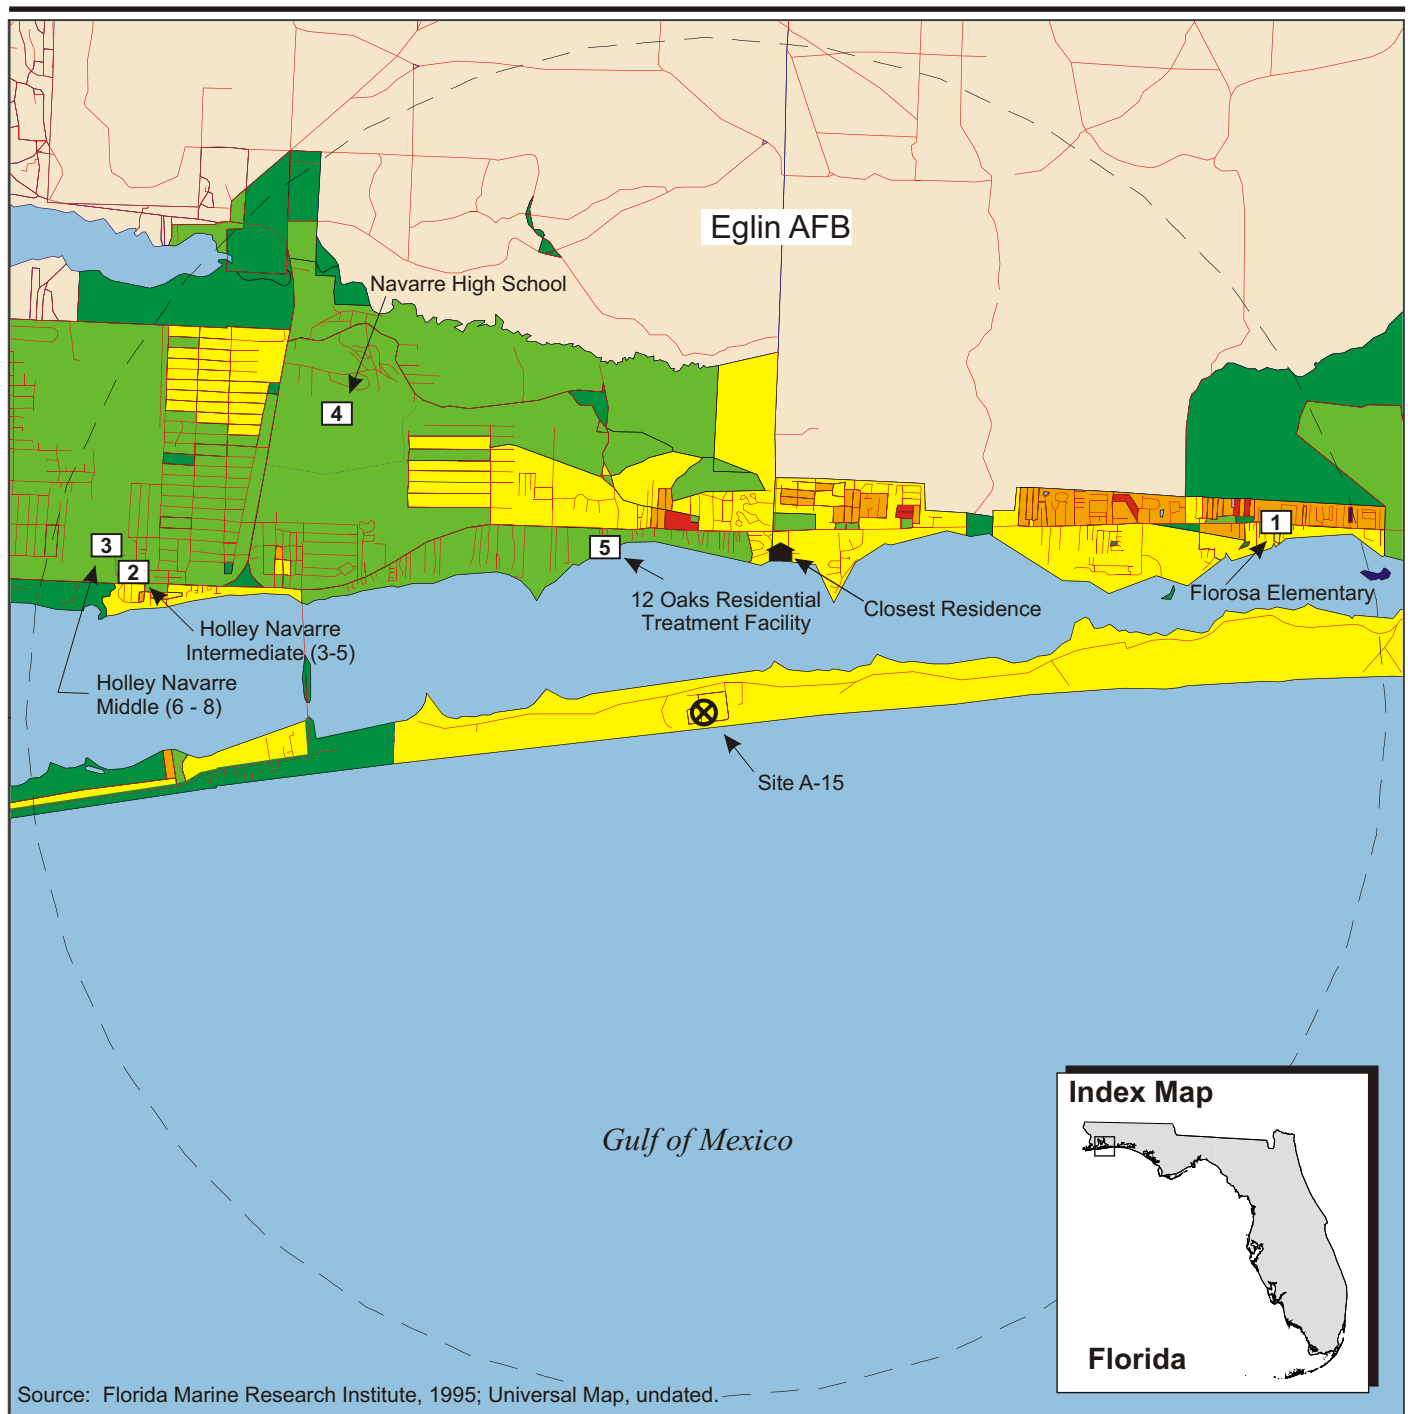 Eglin AFB
Navarre High School
4
1
3
5
2
12 Oaks Residential
Treatment Facility
Closest Residence
Florosa Elementary
Holley Navarre
Intermediate (3-5)
Holley Navarre
Middle (6 - 8)
Site A-15
Gulf of Mexico
Index Map
Florida
Source: Florida Marine Research Institute, 1995; Universal Map, undated.